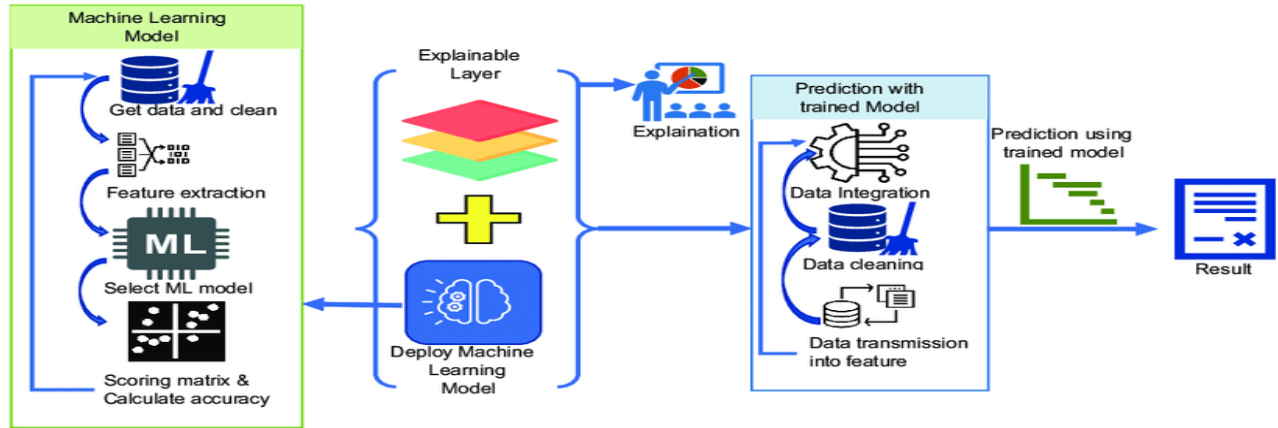 Machine Learning
Model
Get data and clean
Feature extraction
ML
Select ML model
Scoring matrix &
Calculate accuracy
Explainable
Layer
Deploy Machine
Learning
Model
Explaination
Prediction with
trained Model
Data Integration
Data cleaning
Data transmission
into feature
Prediction using
trained model
Result